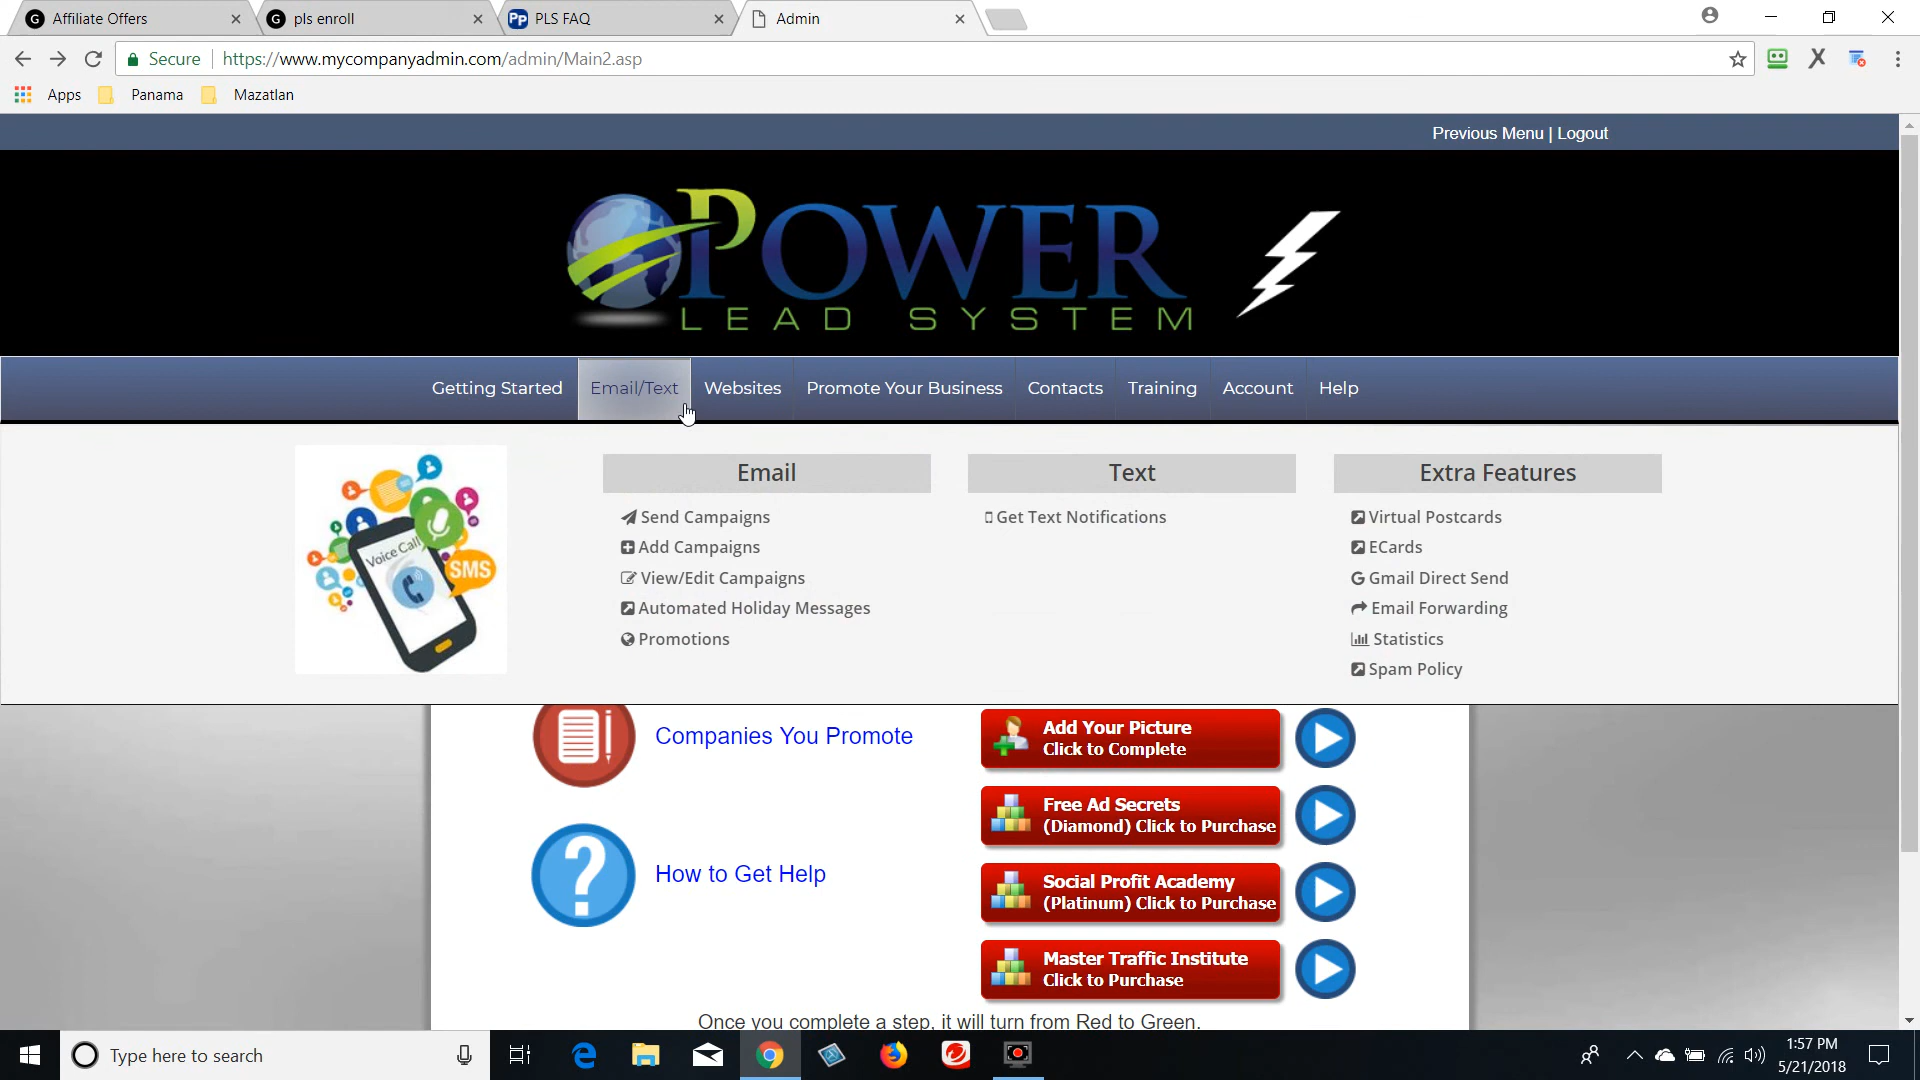 Affiliate Offers
pls enroll
PLS FAQ
Admin
Secure
https://www.mycompanyadmin.com/admin/Main2.asp
Apps
Panama
Mazatlan
Previous Menu | Logout
POWER
LEAD SYSTEM
Getting Started
Email/Text
Websites
Promote Your Business
Contacts
Training
Account
Help
Voice Call
SMS
Email
Send Campaigns
Add Campaigns
View/Edit Campaigns
Automated Holiday Messages
Promotions
Text
Get Text Notifications
Extra Features
Virtual Postcards
ECards
Gmail Direct Send
Email Forwarding
Statistics
Spam Policy
Companies You Promote
How to Get Help
Add Your Picture
Click to Complete
Free Ad Secrets
(Diamond) Click to Purchase
Social Profit Academy
(Platinum) Click to Purchase
Master Traffic Institute
Click to Purchase
Once you complete a step, it will turn from Red to Green.
Type here to search
1:57 PM
5/21/2018